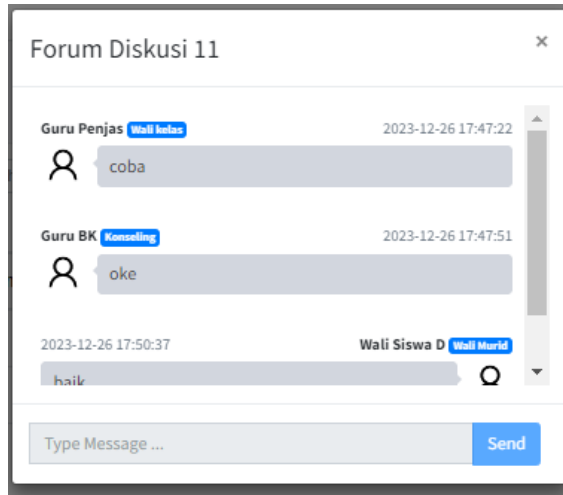 Forum Diskusi 11 ×
Guru Penjas Wali kelas 2023-12-26 17:47:22
coba
Guru BK Konseling 2023-12-26 17:47:51
oke
2023-12-26 17:50:37 Wali Siswa D Wali Murid
baik
Type Message ... Send